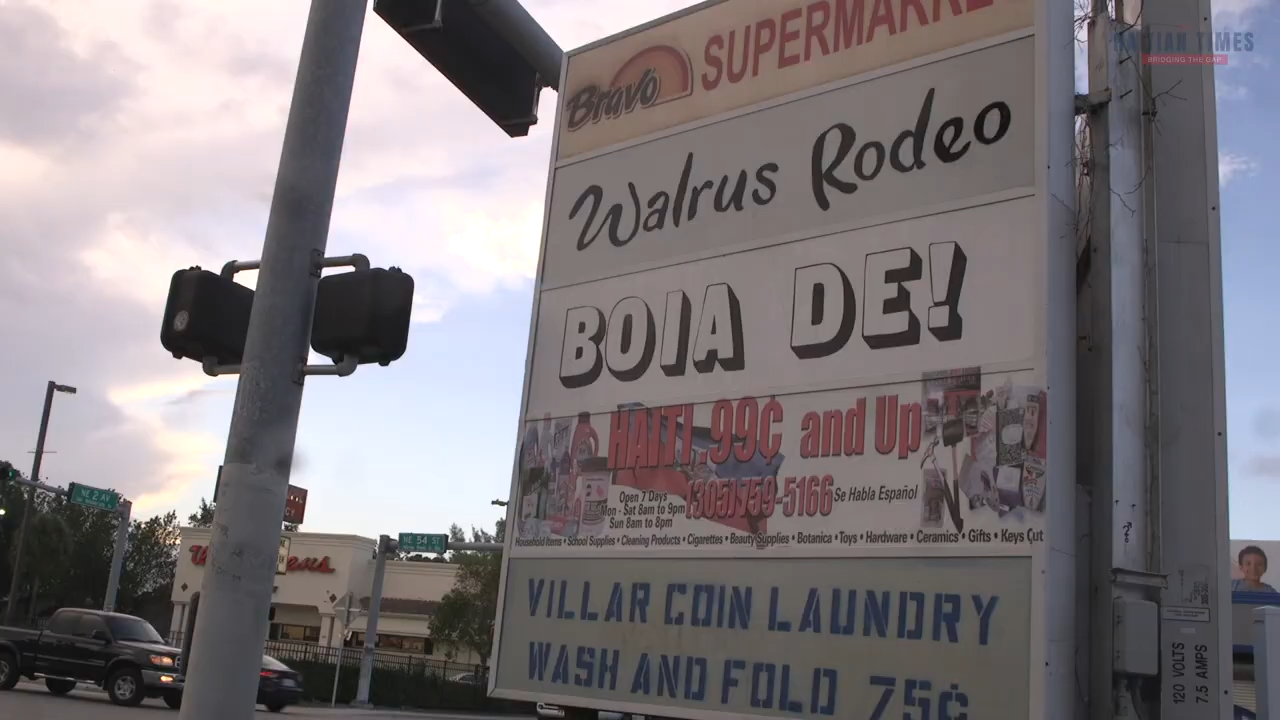 Bravo SUPERMARKE
HAITIAN TIMES
BRIDGING THE GAP
Walrus Rodeo
BOIA DE!
HAITI .99¢ and Up
Open 7 Days
Mon - Sat 8am to 9pm
Sun 8am to 8pm
(305)759-5166
Se Habla Español
Household Items • School Supplies • Cleaning Products • Cigarettes • Beauty Supplies • Botanica • Toys • Hardware • Ceramics • Gifts • Keys Cut
VILLAR COIN LAUNDRY
WASH AND FOLD 75¢
NE 2 AV
NE 54 ST
120 VOLTS
7.5 AMPS